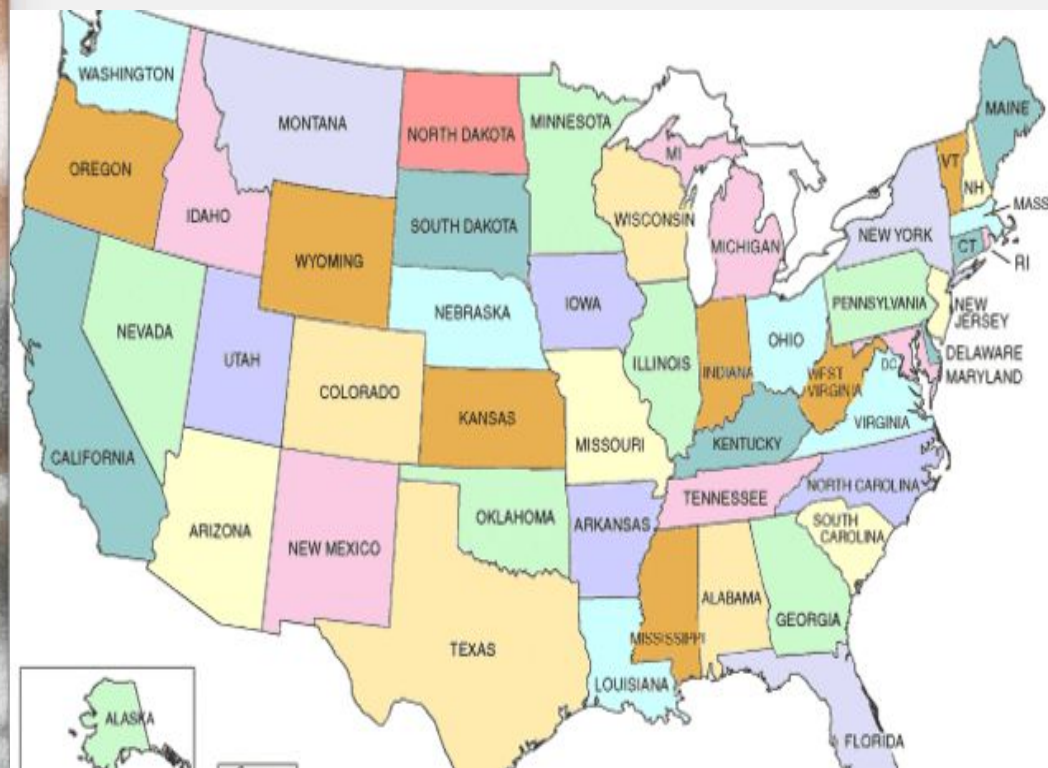 WASHINGTON
MONTANA
NORTH DAKOTA
MINNESOTA
MAINE
OREGON
IDAHO
MI
VT
NH
MASS
WISCONSIN
SOUTH DAKOTA
WYOMING
MICHIGAN
NEW YORK
CT
RI
NEBRASKA
IOWA
PENNSYLVANIA
NEW
JERSEY
NEVADA
UTAH
COLORADO
ILLINOIS
INDIANA
OHIO
WEST
VIRGINIA
DC
DELAWARE
MARYLAND
KANSAS
MISSOURI
KENTUCKY
VIRGINIA
CALIFORNIA
NORTH CAROLINA
TENNESSEE
ARIZONA
NEW MEXICO
OKLAHOMA
ARKANSAS
SOUTH
CAROLINA
ALABAMA
GEORGIA
MISSISSIPPI
TEXAS
LOUISIANA
ALASKA
FLORIDA